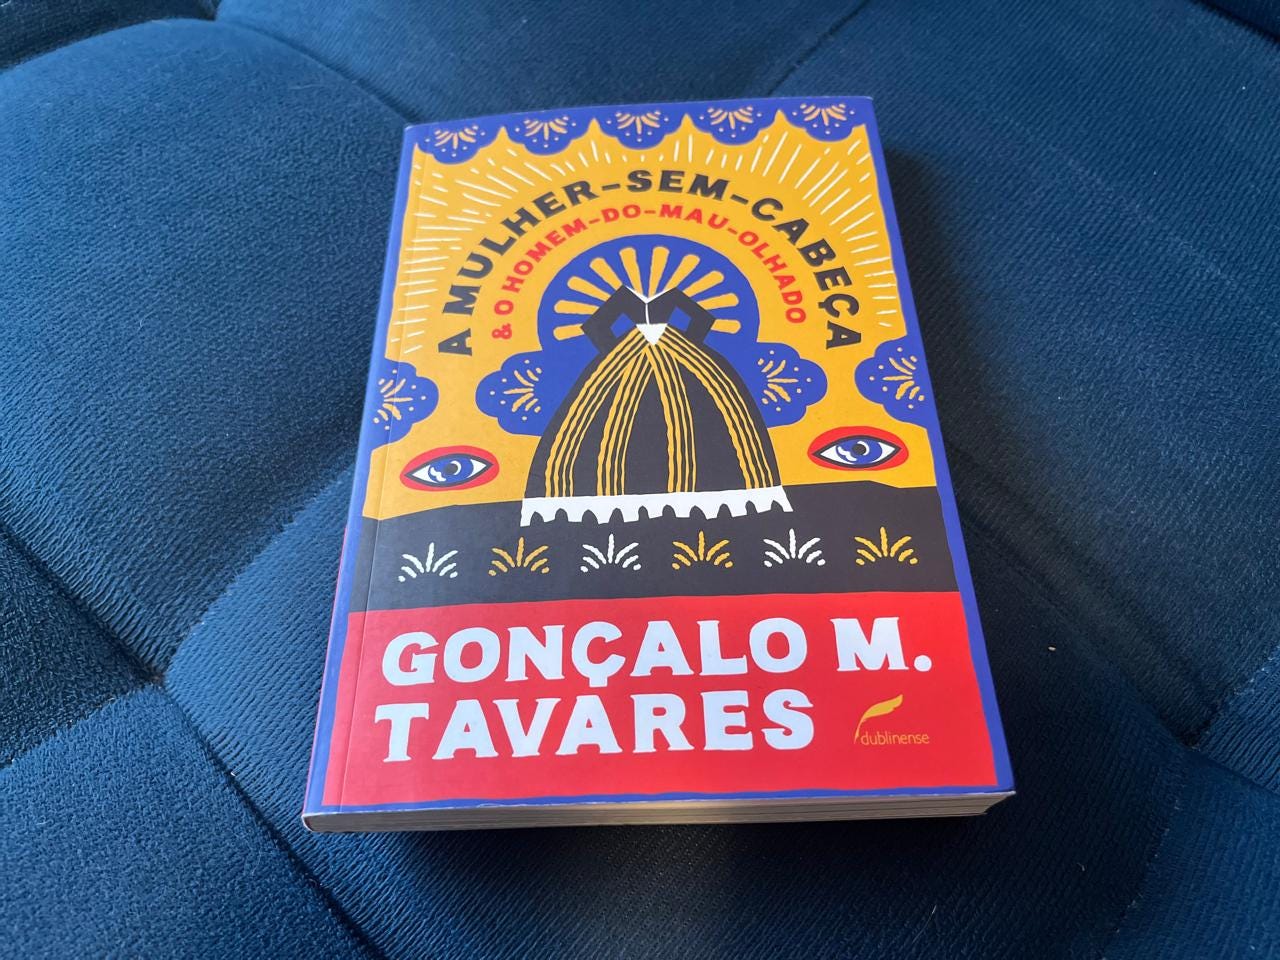 A MULHER-SEM-CABEÇA
& O HOMEM-DO-MAU-OLHADO
GONÇALO M.
TAVARES
dublinense